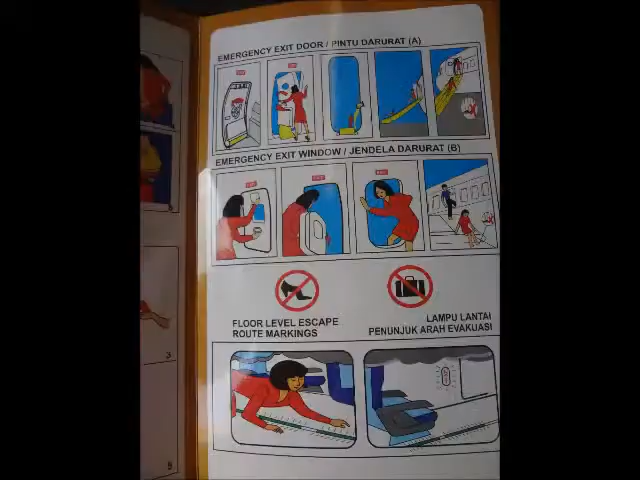 EMERGENCY EXIT DOOR / PINTU DARURAT (A)
EMERGENCY EXIT WINDOW / JENDELA DARURAT (B)
FLOOR LEVEL ESCAPE
ROUTE MARKINGS
LAMPU LANTAI
PENUNJUK ARAH EVAKUASI
3